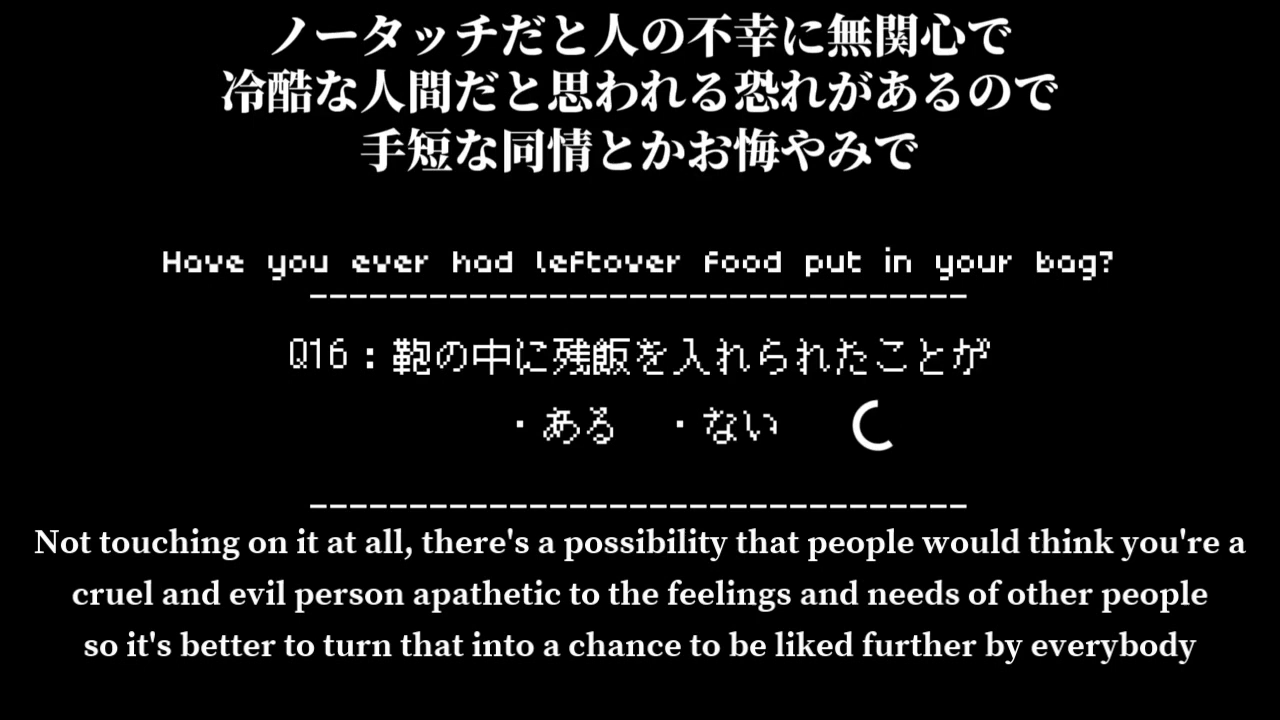 ノータッチだと人の不幸に無関心で
冷酷な人間だと思われる恐れがあるので
手短な同情とかお悔やみで
Have you ever had leftover food put in your bag?
---------------------------------
Q16：鞄の中に残飯を入れられたことが
・ある　・ない
---------------------------------
Not touching on it at all, there's a possibility that people would think you're a
cruel and evil person apathetic to the feelings and needs of other people
so it's better to turn that into a chance to be liked further by everybody